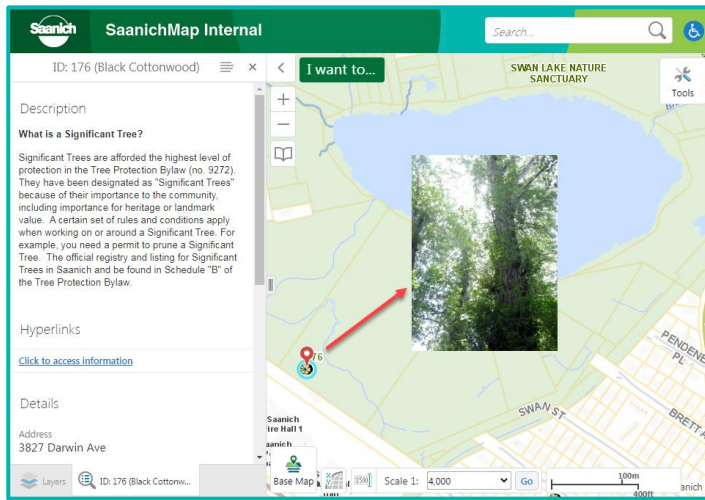 Saanich
SaanichMap Internal
Search...
ID: 176 (Black Cottonwood)
I want to...
SWAN LAKE NATURE
SANCTUARY
Tools
Description
What is a Significant Tree?
Significant Trees are afforded the highest level of
protection in the Tree Protection Bylaw (no. 9272).
They have been designated as "Significant Trees"
because of their importance to the community,
including importance for heritage or landmark
value. A certain set of rules and conditions apply
when working on or around a Significant Tree. For
example, you need a permit to prune a Significant
Tree. The official registry and listing for Significant
Trees in Saanich and be found in Schedule "B" of
the Tree Protection Bylaw.
Hyperlinks
Click to access information
Details
Address
3827 Darwin Ave
Layers
ID: 176 (Black Cottonw...
76
PL
SWAN ST
Saanich
ire Hall 1
Base Map
Scale 1:
4,000
Go
100m
400ft
anich